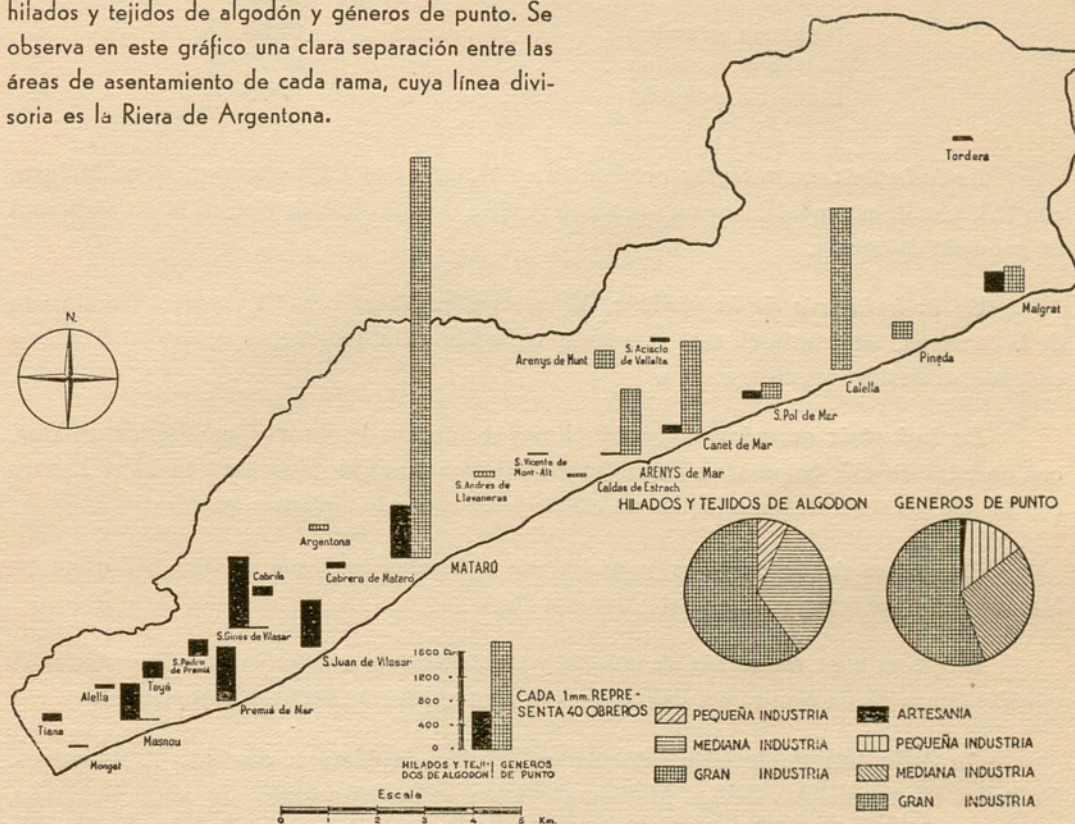 hilados y tejidos de algodón y géneros de punto. Se
observa en este gráfico una clara separación entre las
áreas de asentamiento de cada rama, cuya línea divi-
soria es la Riera de Argentona.
N.
Tordera
Malgrat
Pineda
Calella
S. Pol de Mar
Canet de Mar
Arenys de Munt
S. Acisclo
de Vallalta
ARENYS de Mar
Caldas de Estrach
S. Vicente de
Mont-Alt
S. Andres de
Llavaneras
MATARÓ
Argentona
Cabrera de Mataró
Cabrils
S. Gines de Vilasar
S. Juan de Vilasar
S. Pedro
de Premiá
Premiá de Mar
Teyá
Alella
Masnou
Tiana
Mongat
HILADOS Y TEJIDOS DE ALGODON
GENEROS DE PUNTO
1600
1200
800
400
0
CADA 1mm. REPRE-
SENTA 40 OBREROS
HILADOS Y TEJI-
DOS DE ALGODON
GENEROS
DE PUNTO
PEQUEÑA INDUSTRIA
MEDIANA INDUSTRIA
GRAN INDUSTRIA
ARTESANIA
PEQUEÑA INDUSTRIA
MEDIANA INDUSTRIA
GRAN INDUSTRIA
Escala
0 1 2 3 4 5 Km.